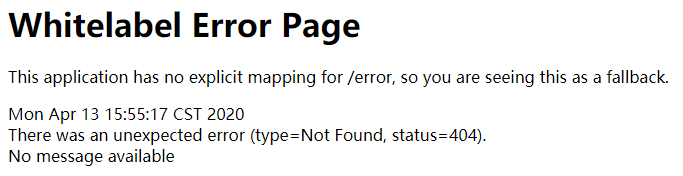 Whitelabel Error Page
This application has no explicit mapping for /error, so you are seeing this as a fallback.
Mon Apr 13 15:55:17 CST 2020
There was an unexpected error (type=Not Found, status=404).
No message available